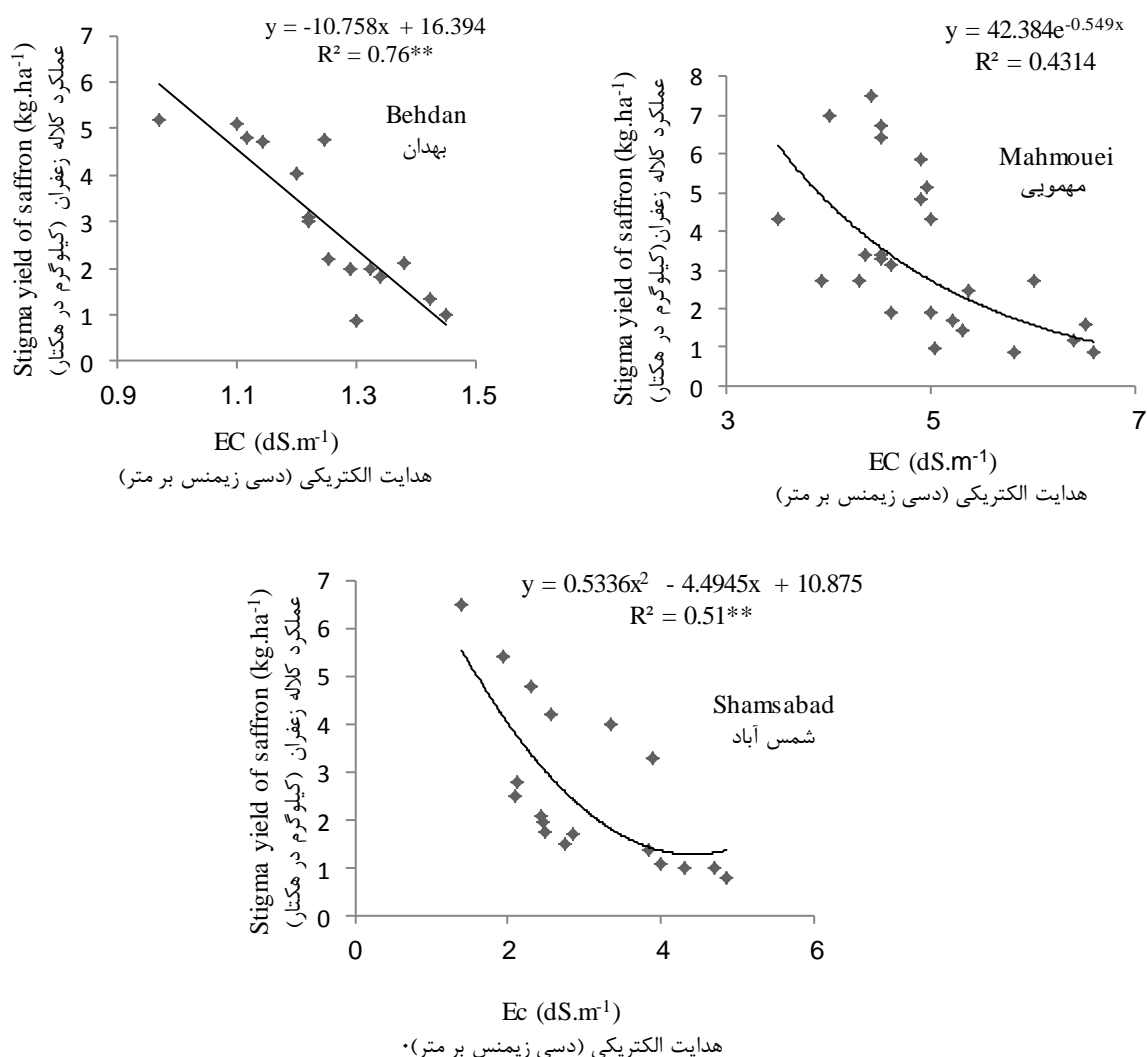 y = -10.758x + 16.394
R² = 0.76**
Stigma yield of saffron (kg.ha⁻¹)
عملکرد کلاله زعفران (کیلوگرم در هکتار)
7
6
5
4
3
2
1
0
Behdan
بهدان
0.9 1.1 1.3 1.5
EC (dS.m⁻¹)
هدایت الکتریکی (دسی زیمنس بر متر)
y = 42.384e⁻⁰·⁵⁴⁹ˣ
R² = 0.4314
Stigma yield of saffron (kg.ha⁻¹)
عملکرد کلاله زعفران(کیلوگرم در هکتار)
8
7
6
5
4
3
2
1
0
Mahmouei
مهمویی
3 5 7
EC (dS.m⁻¹)
هدایت الکتریکی (دسی زیمنس بر متر)
y = 0.5336x² - 4.4945x + 10.875
R² = 0.51**
Stigma yield of saffron (kg.ha⁻¹)
عملکرد کلاله زعفران (کیلوگرم در هکتار)
7
6
5
4
3
2
1
0
Shamsabad
شمس آباد
0 2 4 6
Ec (dS.m⁻¹)
هدایت الکتریکی (دسی زیمنس بر متر)۰